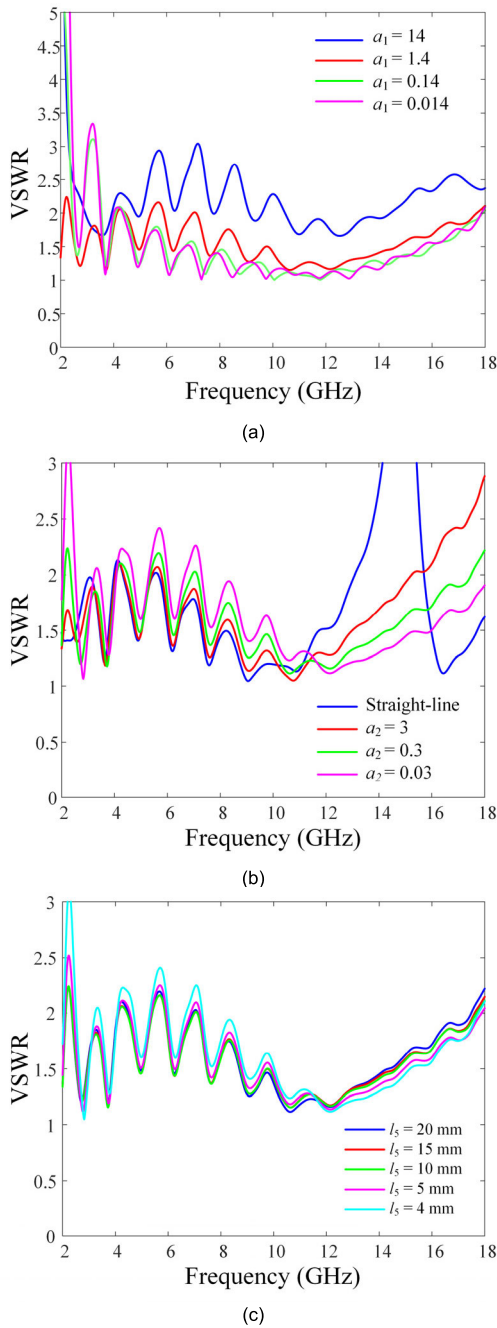 5
4.5
4
3.5
3
2.5
2
1.5
1
0.5
0
VSWR
a₁ = 14
a₁ = 1.4
a₁ = 0.14
a₁ = 0.014
2 4 6 8 10 12 14 16 18
Frequency (GHz)
(a)
3
2.5
2
1.5
1
0.5
0
VSWR
Straight-line
a₂ = 3
a₂ = 0.3
a₂ = 0.03
2 4 6 8 10 12 14 16 18
Frequency (GHz)
(b)
3
2.5
2
1.5
1
0.5
0
VSWR
l₅ = 20 mm
l₅ = 15 mm
l₅ = 10 mm
l₅ = 5 mm
l₅ = 4 mm
2 4 6 8 10 12 14 16 18
Frequency (GHz)
(c)